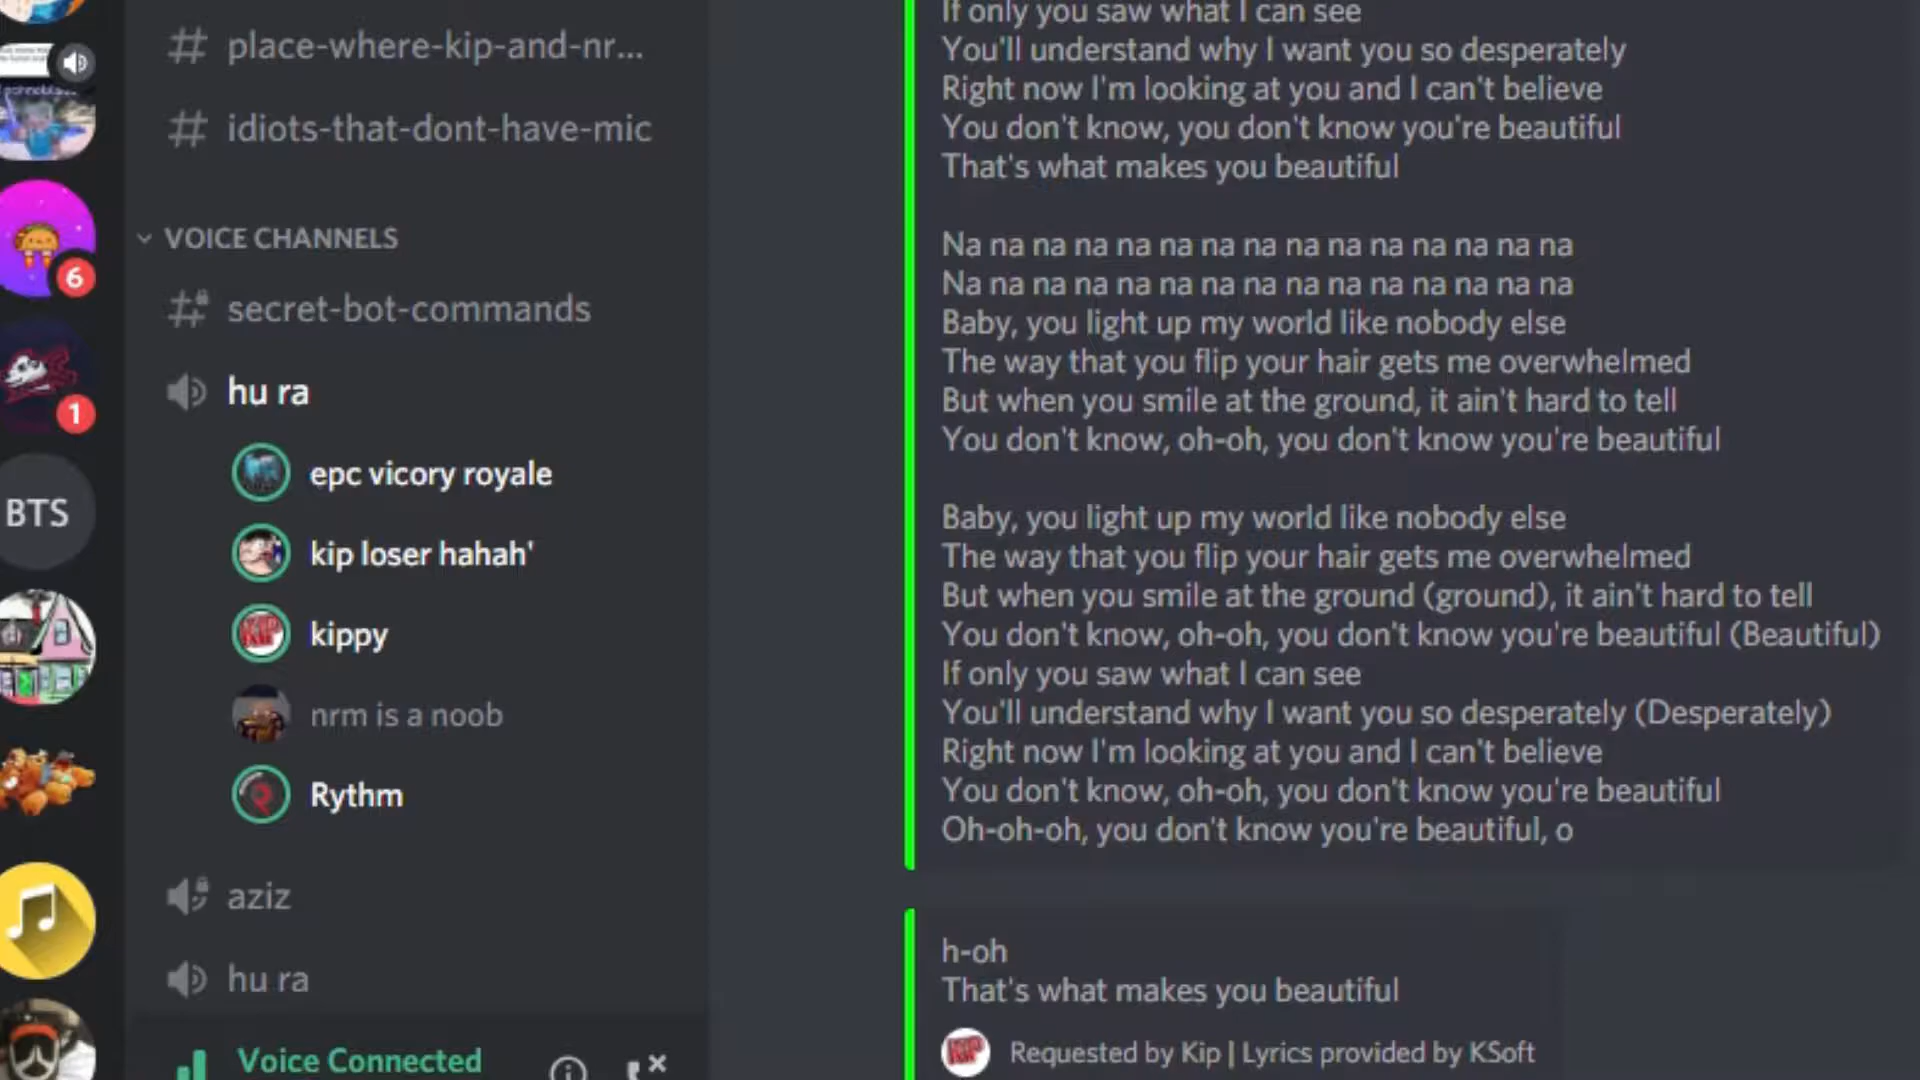 # place-where-kip-and-nr...
# idiots-that-dont-have-mic
VOICE CHANNELS
secret-bot-commands
hu ra
epc vicory royale
kip loser hahah'
kippy
nrm is a noob
Rythm
aziz
hu ra
Voice Connected
6
1
BTS
If only you saw what I can see
You'll understand why I want you so desperately
Right now I'm looking at you and I can't believe
You don't know, you don't know you're beautiful
That's what makes you beautiful
Na na na na na na na na na na na na na na na
Na na na na na na na na na na na na na na na
Baby, you light up my world like nobody else
The way that you flip your hair gets me overwhelmed
But when you smile at the ground, it ain't hard to tell
You don't know, oh-oh, you don't know you're beautiful
Baby, you light up my world like nobody else
The way that you flip your hair gets me overwhelmed
But when you smile at the ground (ground), it ain't hard to tell
You don't know, oh-oh, you don't know you're beautiful (Beautiful)
If only you saw what I can see
You'll understand why I want you so desperately (Desperately)
Right now I'm looking at you and I can't believe
You don't know, oh-oh, you don't know you're beautiful
Oh-oh-oh, you don't know you're beautiful, o
h-oh
That's what makes you beautiful
Requested by Kip | Lyrics provided by KSoft